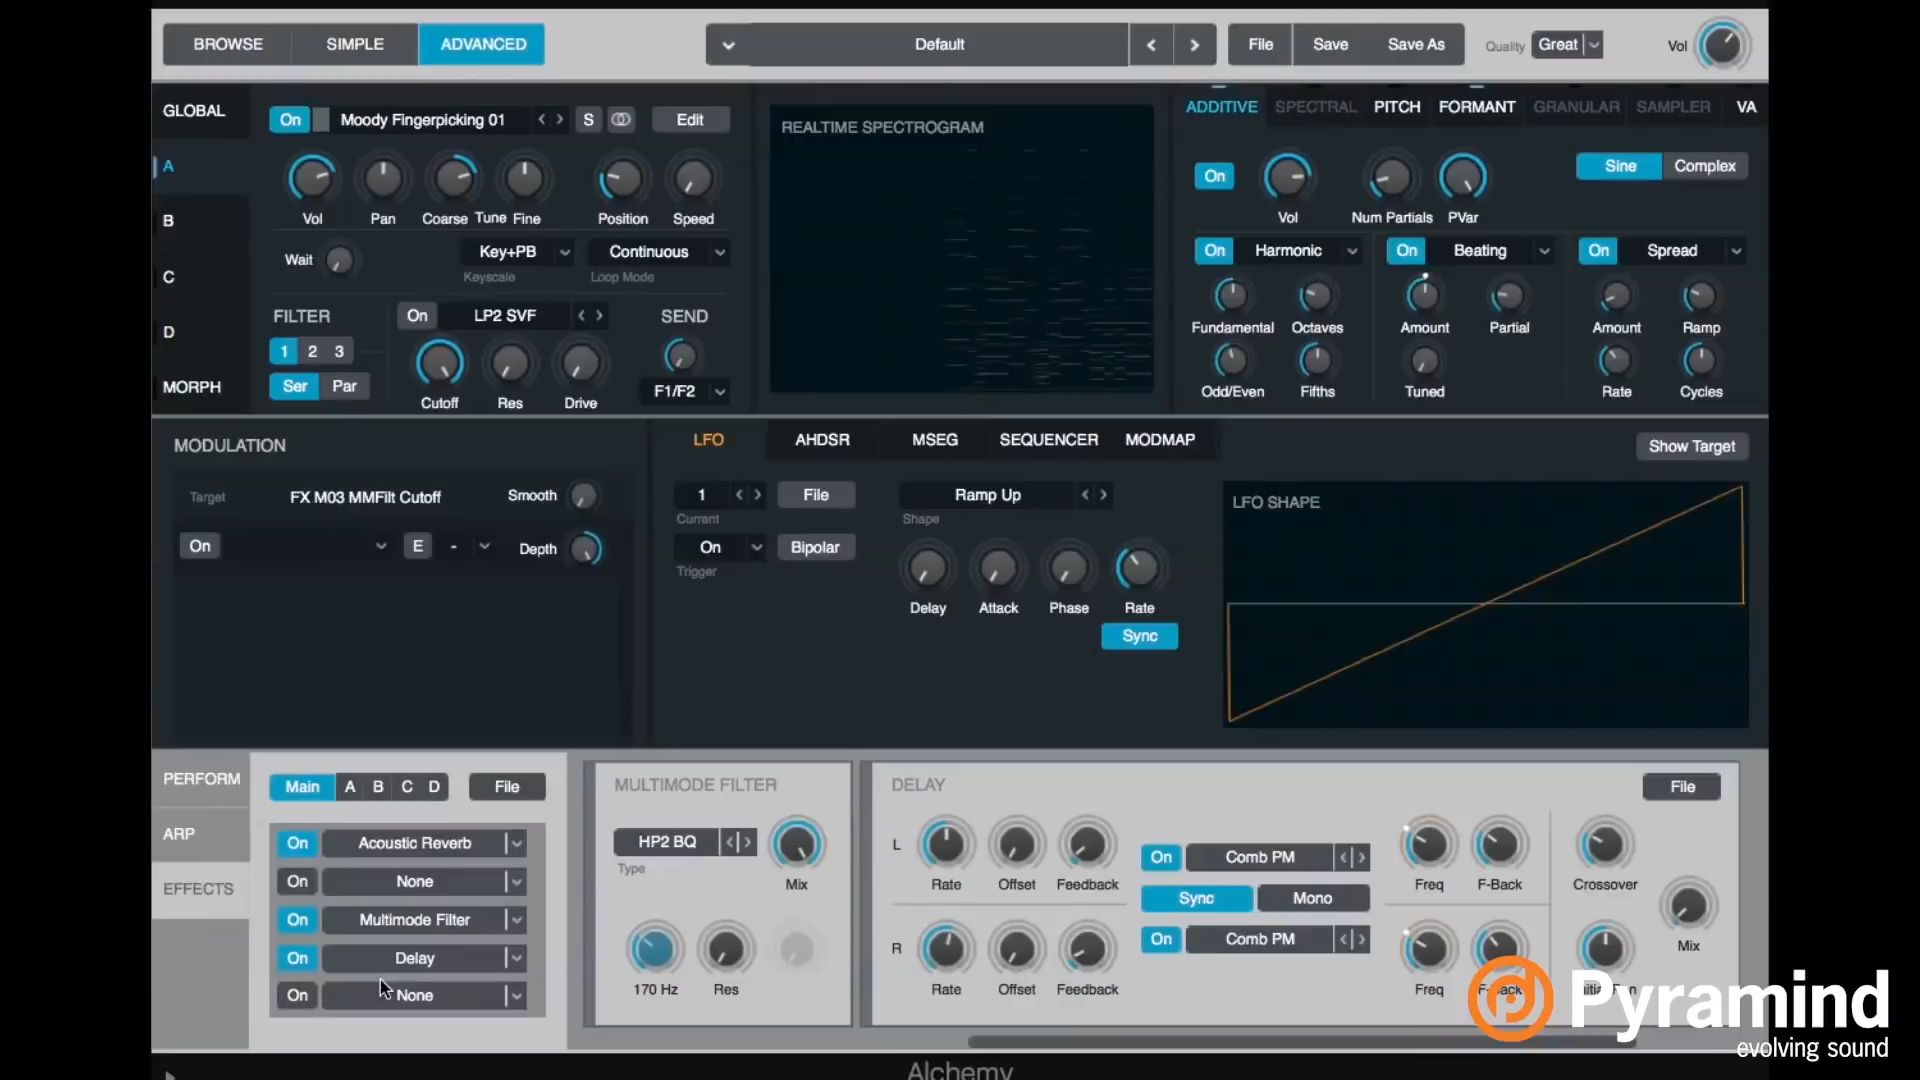 BROWSE SIMPLE ADVANCED Default File Save Save As Quality Great Vol
GLOBAL
A
B
C
D
MORPH
On Moody Fingerpicking 01 S Edit
Vol Pan Coarse Tune Fine Position Speed
Wait Key+PB Continuous
Keyscale Loop Mode
FILTER On LP2 SVF SEND
1 2 3
Ser Par F1/F2
Cutoff Res Drive
REALTIME SPECTROGRAM
ADDITIVE SPECTRAL PITCH FORMANT GRANULAR SAMPLER VA
On Sine Complex
Vol Num Partials PVar
On Harmonic On Beating On Spread
Fundamental Octaves Amount Partial Amount Ramp
Odd/Even Fifths Tuned Rate Cycles
MODULATION
Target FX M03 MMFilt Cutoff Smooth
On E - Depth
LFO AHDSR MSEG SEQUENCER MODMAP Show Target
1 File Ramp Up
Current Shape
On Bipolar
Trigger
Delay Attack Phase Rate
Sync
LFO SHAPE
PERFORM
ARP
EFFECTS
Main A B C D File
On Acoustic Reverb
On None
On Multimode Filter
On Delay
On None
MULTIMODE FILTER
HP2 BQ
Type Mix
170 Hz Res
DELAY File
L
Rate Offset Feedback
On Comb PM
Sync Mono
On Comb PM
R
Rate Offset Feedback
Freq F-Back Crossover
Mix
Freq
Pyramind
evolving sound
Alchemy